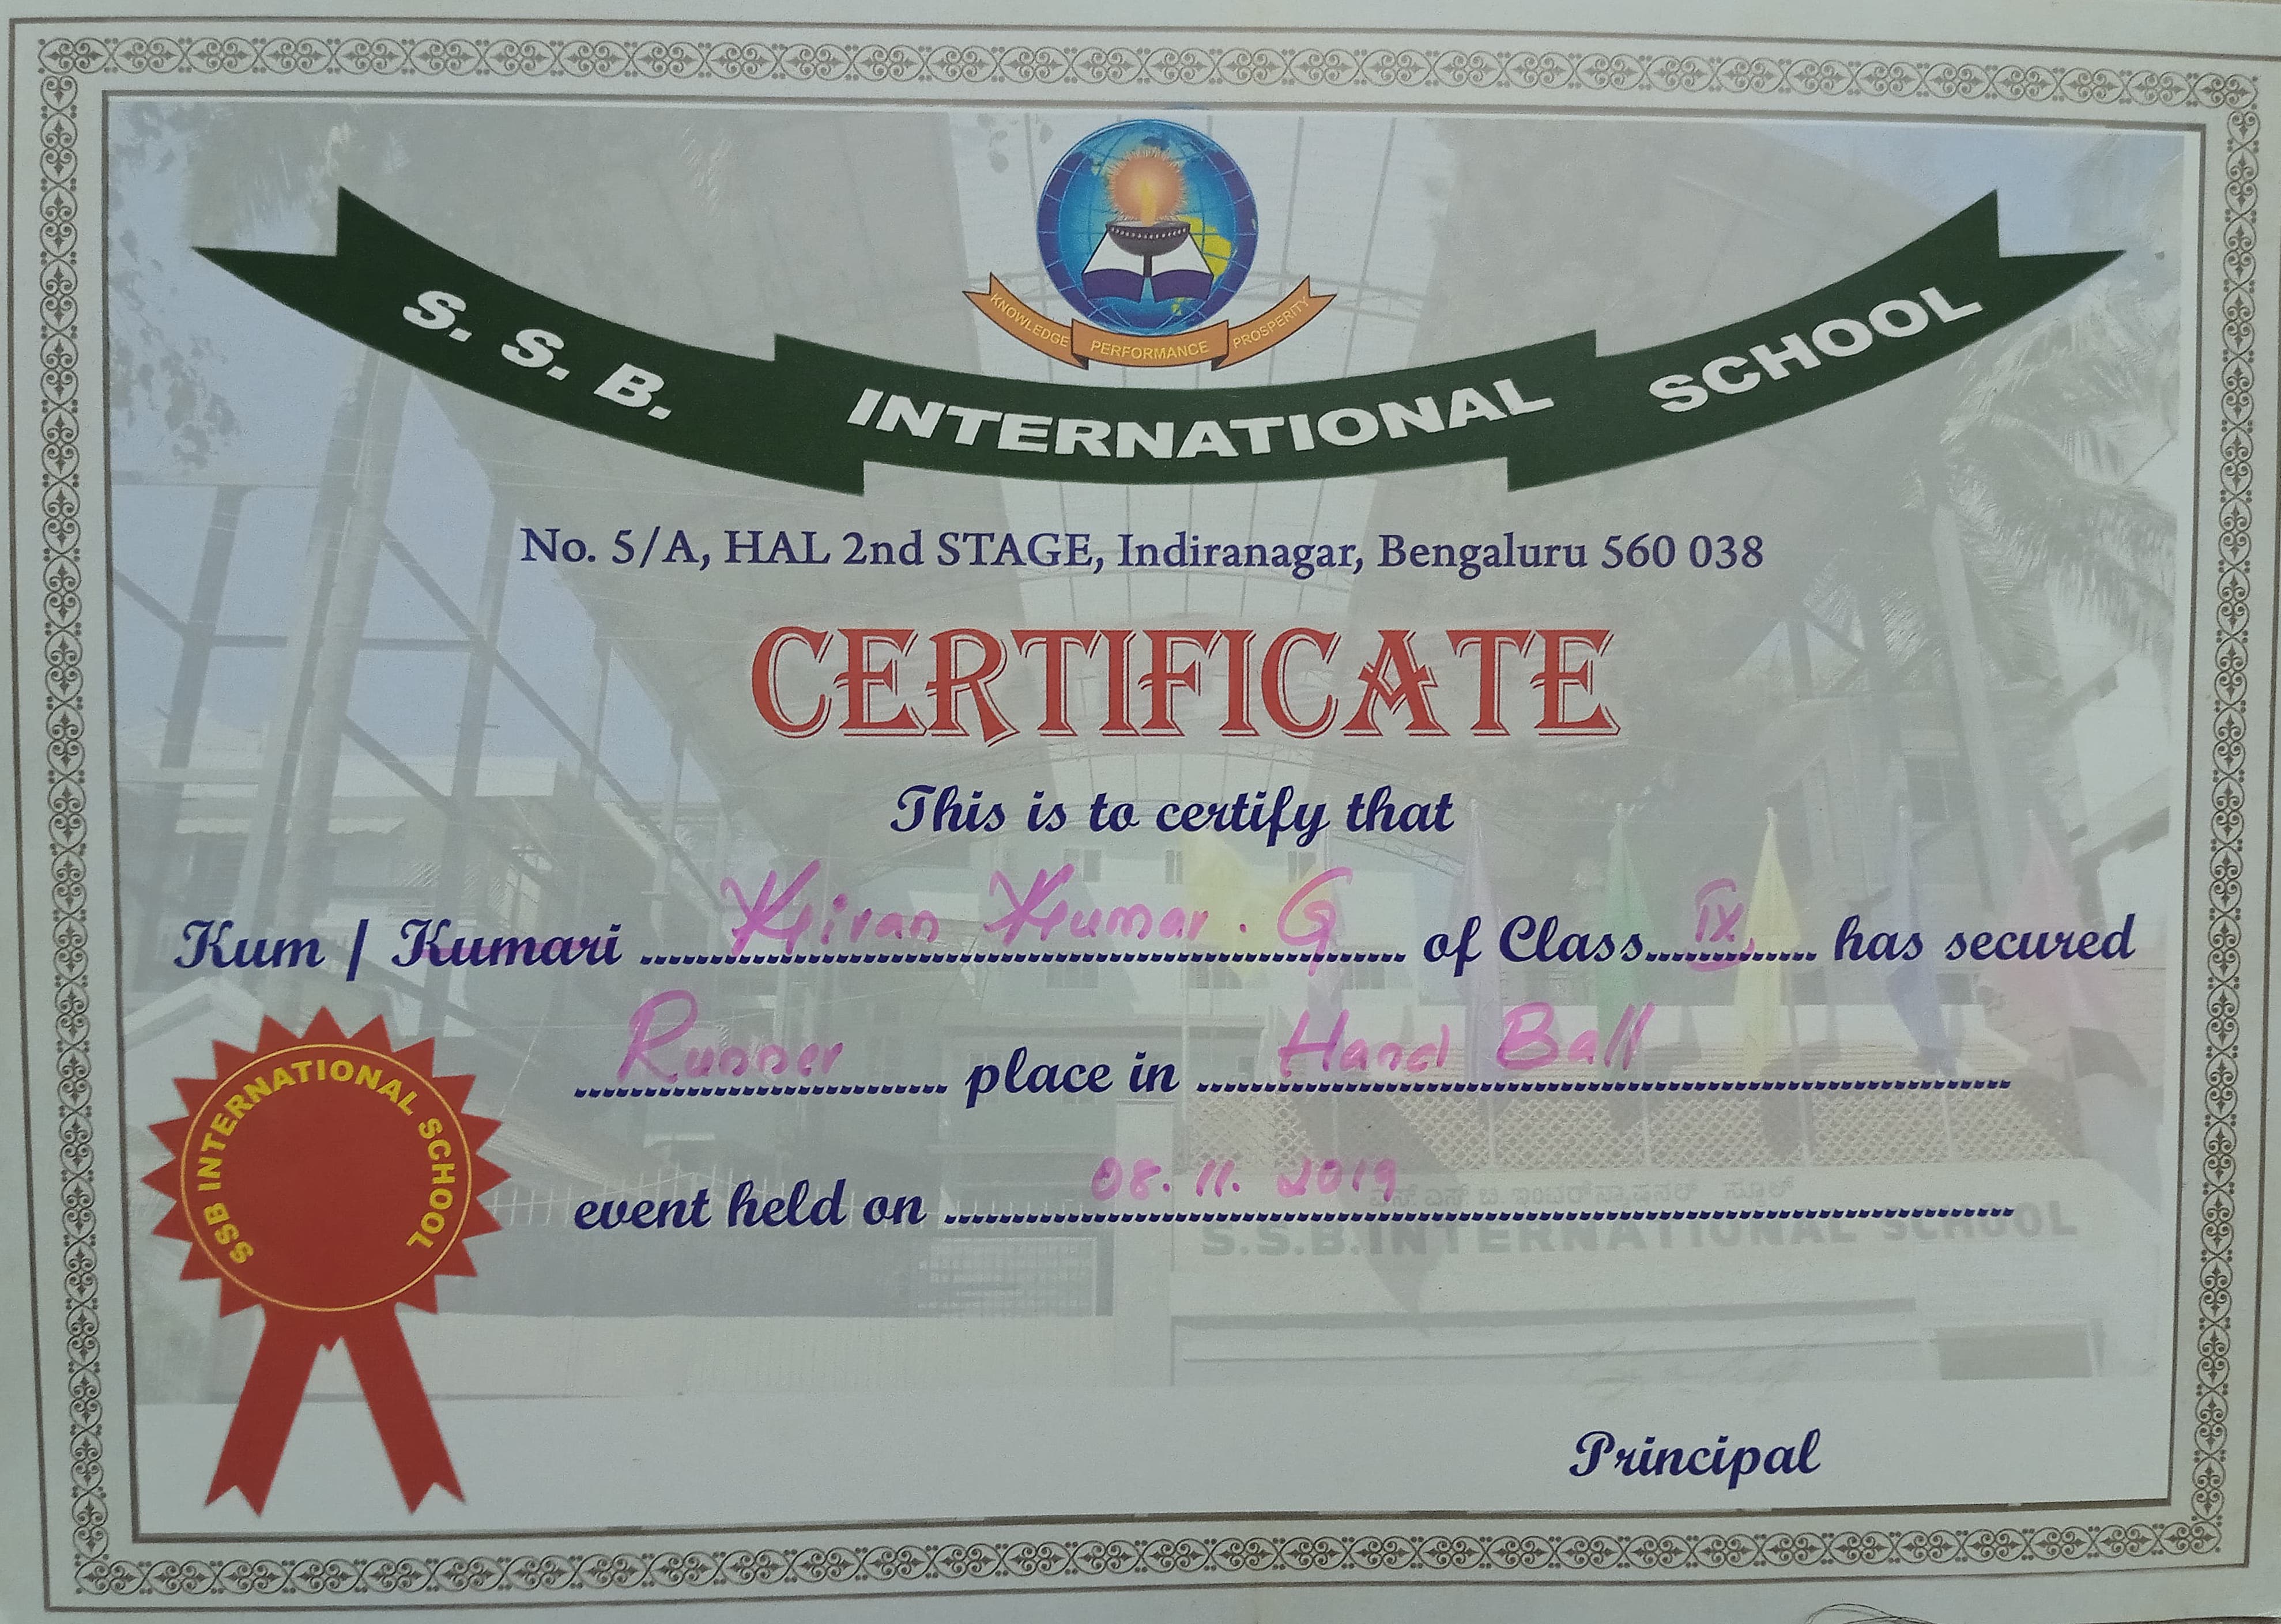 KNOWLEDGE PERFORMANCE PROSPERITY
S. S. B. INTERNATIONAL SCHOOL
No. 5/A, HAL 2nd STAGE, Indiranagar, Bengaluru 560 038
CERTIFICATE
This is to certify that
Kum / Kumari Kiran Kumar. G of Class IX has secured
Runner place in Hand Ball
event held on 08. 11. 2019
SSB INTERNATIONAL SCHOOL
ಎಸ್.ಎಸ್.ಬಿ ಇಂಟರ್‌ನ್ಯಾಷನಲ್ ಸ್ಕೂಲ್
S.S.B.INTERNATIONAL SCHOOL
Principal